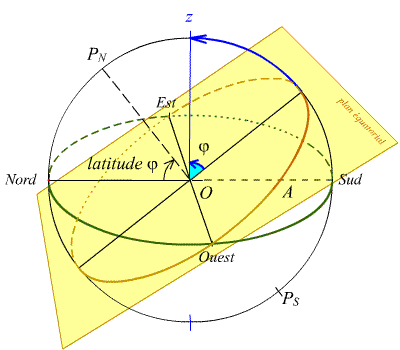 z
P_N
Est
plan équatorial
φ
latitude φ
Nord
O
A
Sud
Ouest
P_S